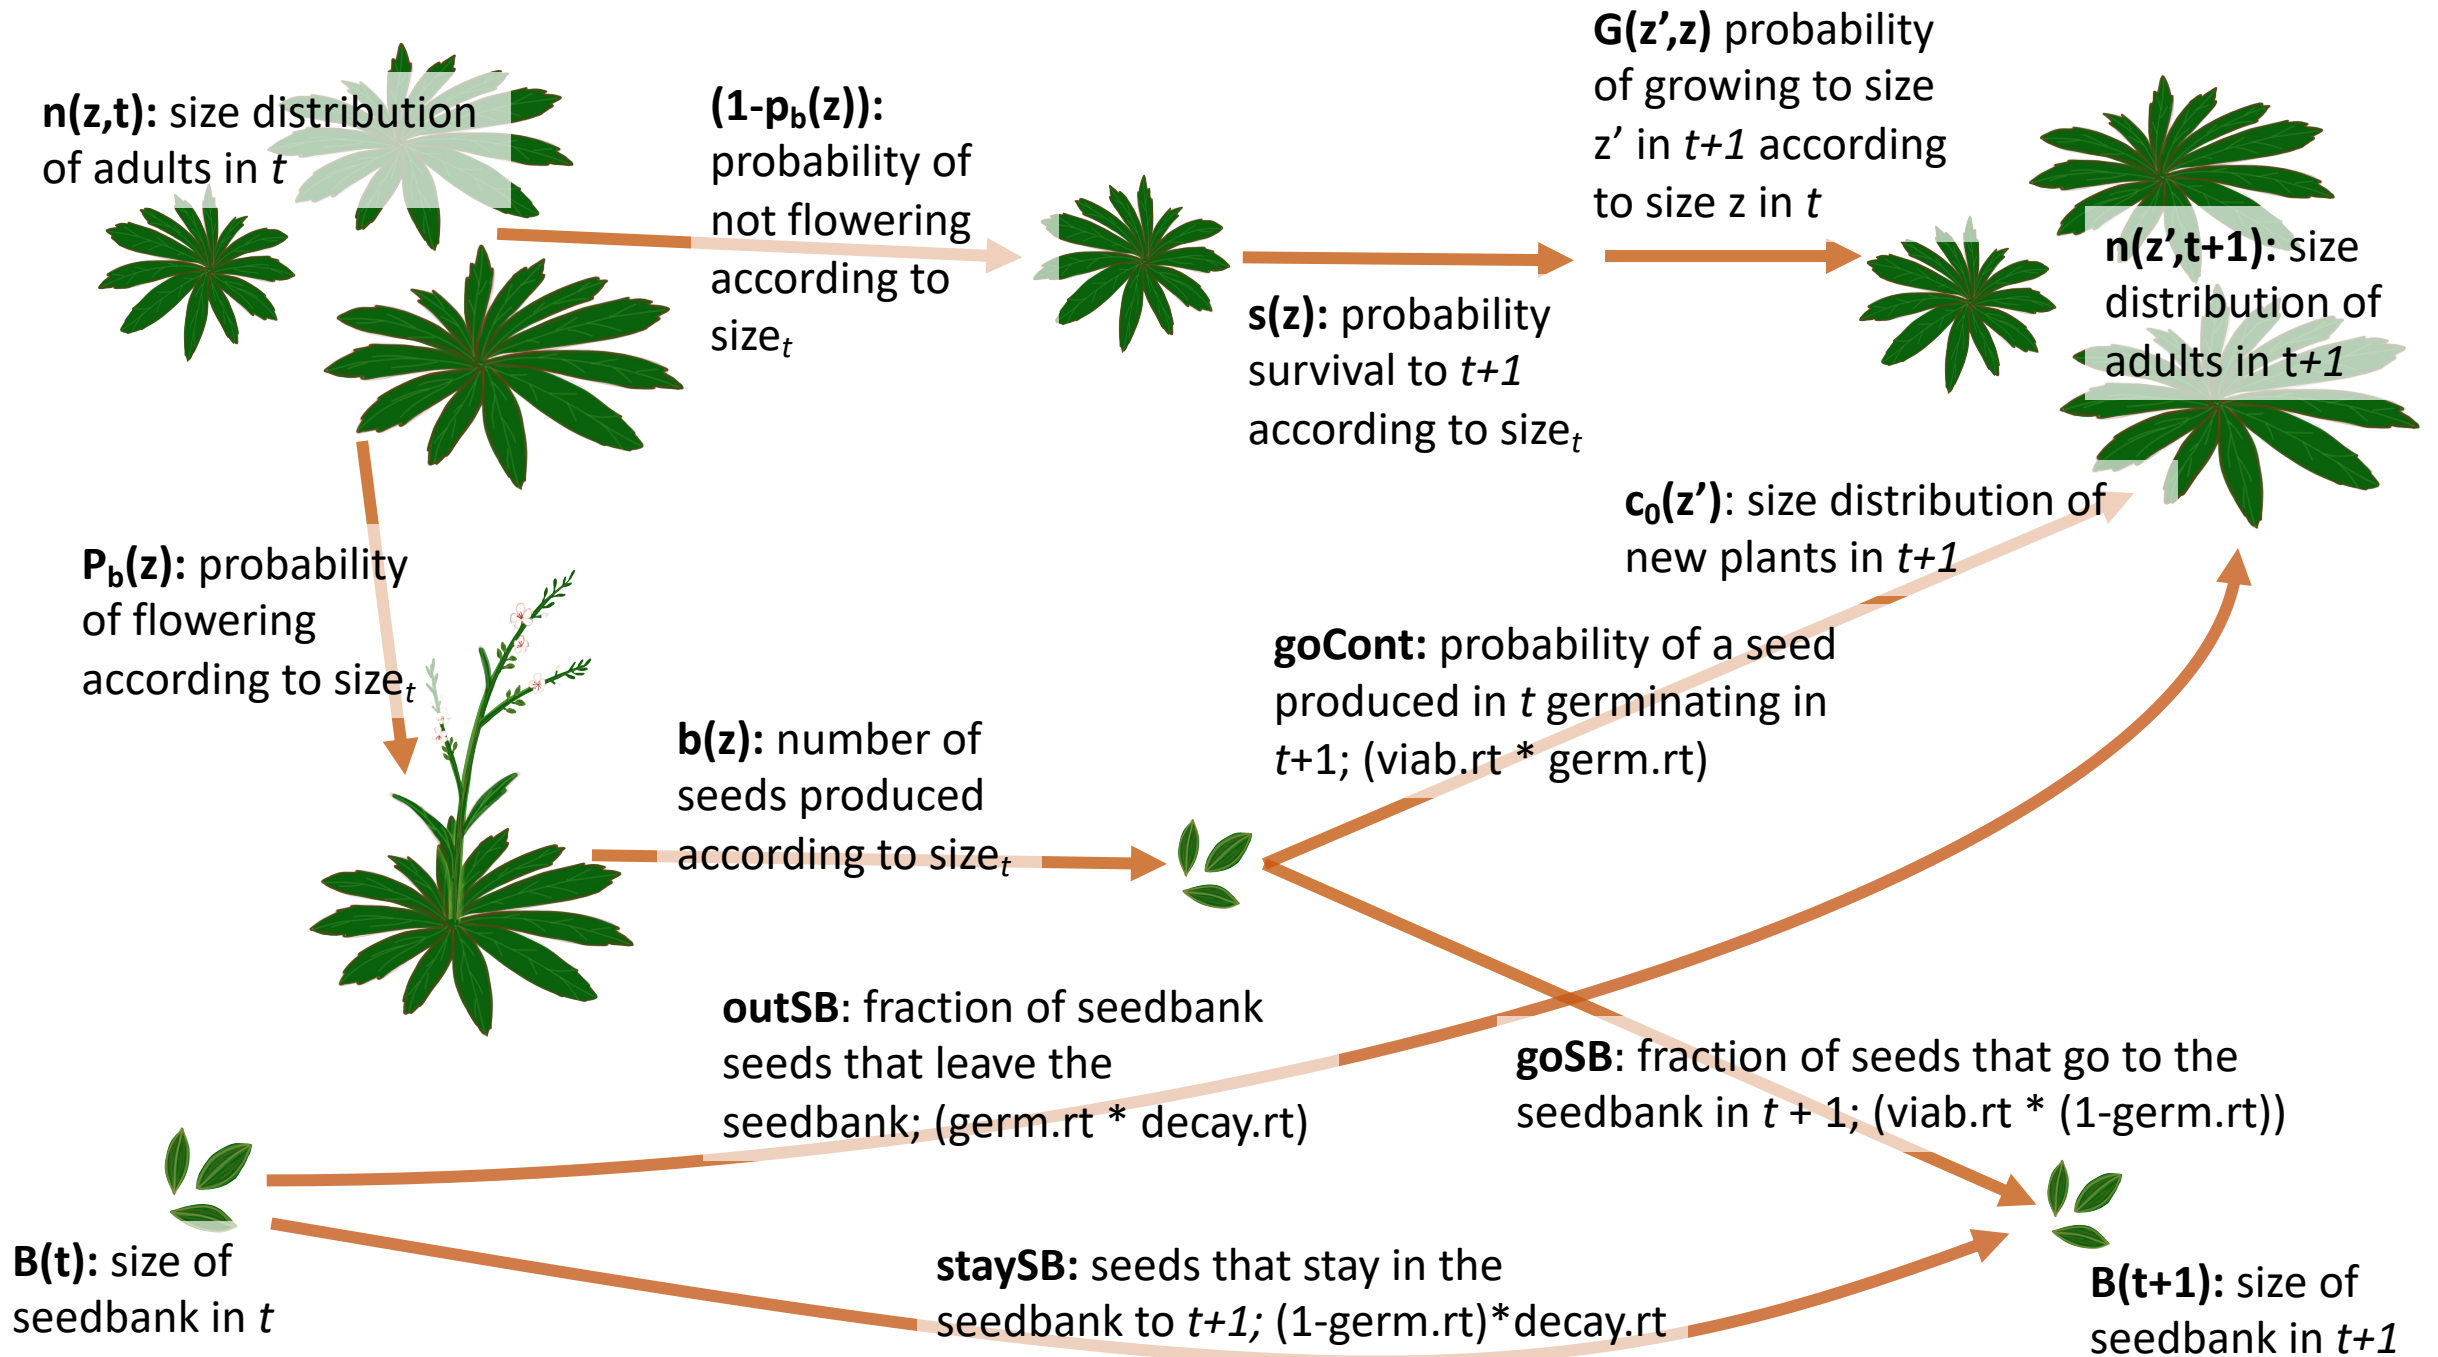 n(z,t): size distribution
of adults in t
(1-pb(z)):
probability of
not flowering
according to
sizet
G(z’,z) probability
of growing to size
z’ in t+1 according
to size z in t
n(z’,t+1): size
distribution of
adults in t+1
s(z): probability
survival to t+1
according to sizet
c0(z’): size distribution of
new plants in t+1
Pb(z): probability
of flowering
according to sizet
goCont: probability of a seed
produced in t germinating in
t+1; (viab.rt * germ.rt)
b(z): number of
seeds produced
according to sizet
outSB: fraction of seedbank
seeds that leave the
seedbank; (germ.rt * decay.rt)
goSB: fraction of seeds that go to the
seedbank in t + 1; (viab.rt * (1-germ.rt))
B(t): size of
seedbank in t
staySB: seeds that stay in the
seedbank to t+1; (1-germ.rt)*decay.rt
B(t+1): size of
seedbank in t+1